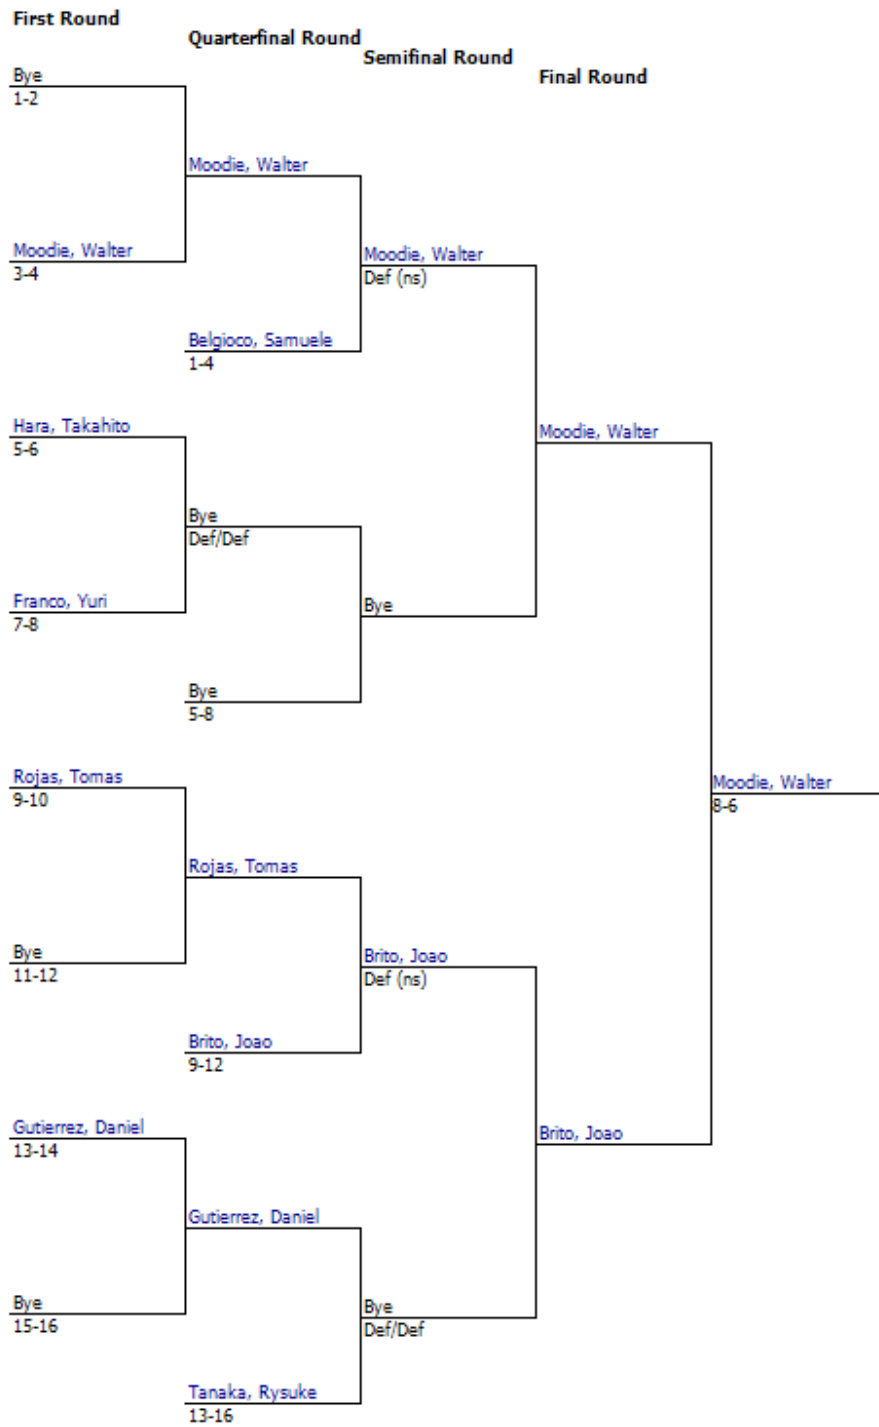 First Round
Quarterfinal Round
Semifinal Round
Final Round
Bye
1-2
Moodie, Walter
Moodie, Walter
3-4
Moodie, Walter
Def (ns)
Belgioco, Samuele
1-4
Hara, Takahito
5-6
Moodie, Walter
Bye
Def/Def
Franco, Yuri
7-8
Bye
Bye
5-8
Rojas, Tomas
9-10
Moodie, Walter
8-6
Rojas, Tomas
Bye
11-12
Brito, Joao
Def (ns)
Brito, Joao
9-12
Gutierrez, Daniel
13-14
Brito, Joao
Gutierrez, Daniel
Bye
15-16
Bye
Def/Def
Tanaka, Rysuke
13-16